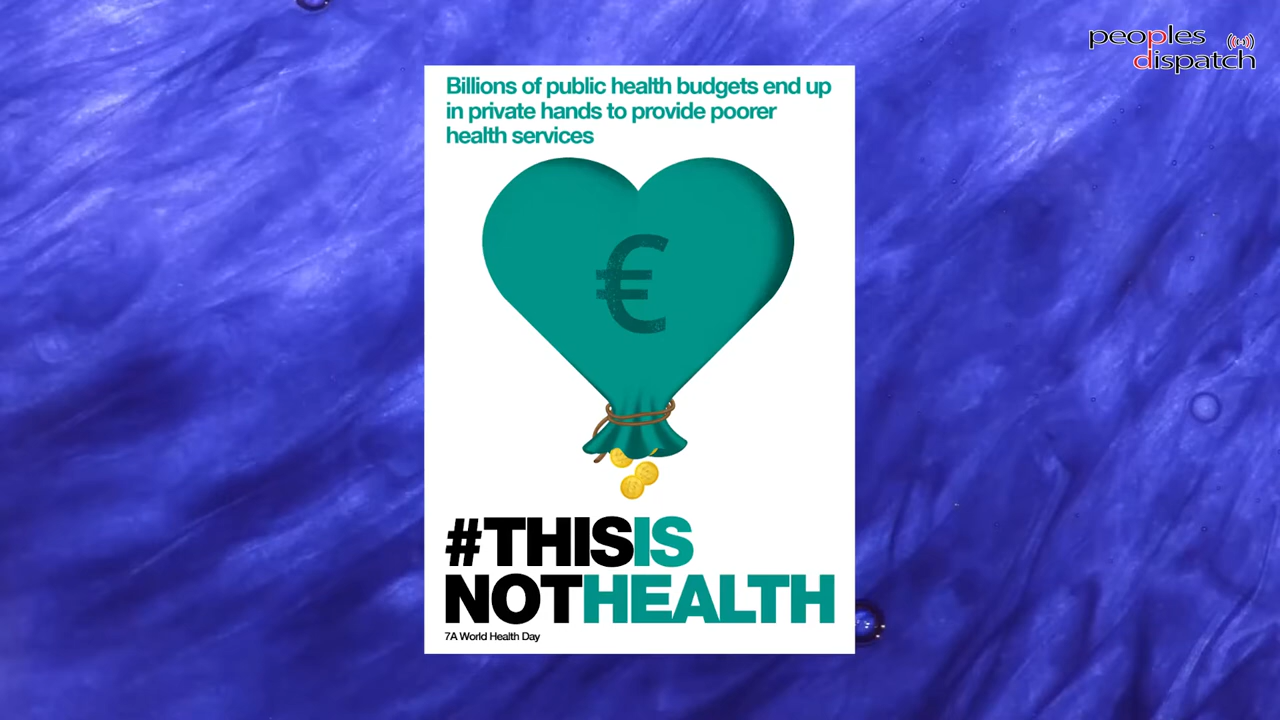 peoples
dispatch
Billions of public health budgets end up
in private hands to provide poorer
health services
€
#THISIS
NOTHEALTH
7A World Health Day